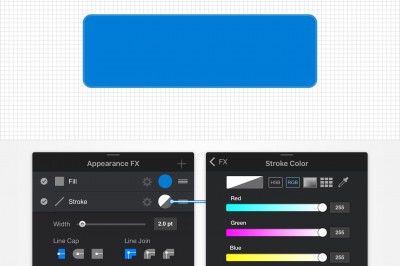 Appearance FX
Fill
Stroke
Width 2.0 pt
Line Cap Line Join
FX Stroke Color
HSB RGB
Red
255
Green
255
Blue
255